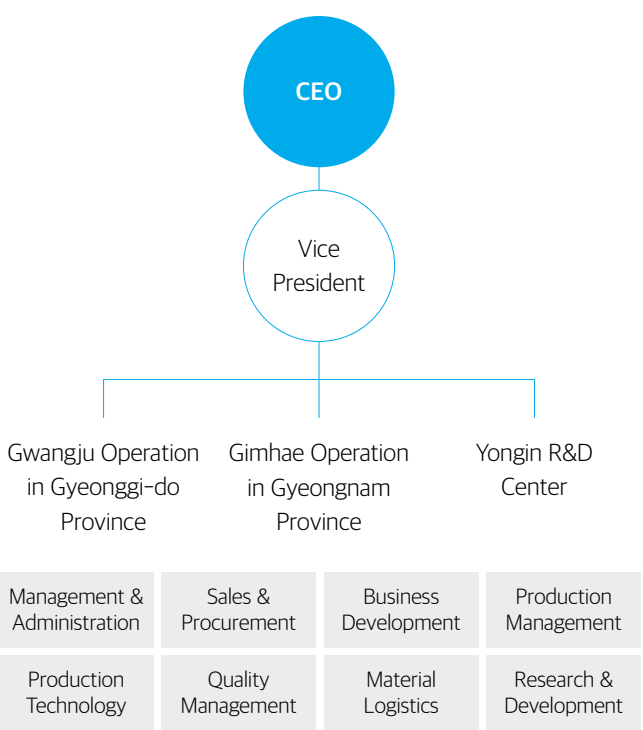 CEO
Vice
President
Gwangju Operation
in Gyeonggi-do
Province
Gimhae Operation
in Gyeongnam
Province
Yongin R&D
Center
Management &
Administration
Sales &
Procurement
Business
Development
Production
Management
Production
Technology
Quality
Management
Material
Logistics
Research &
Development